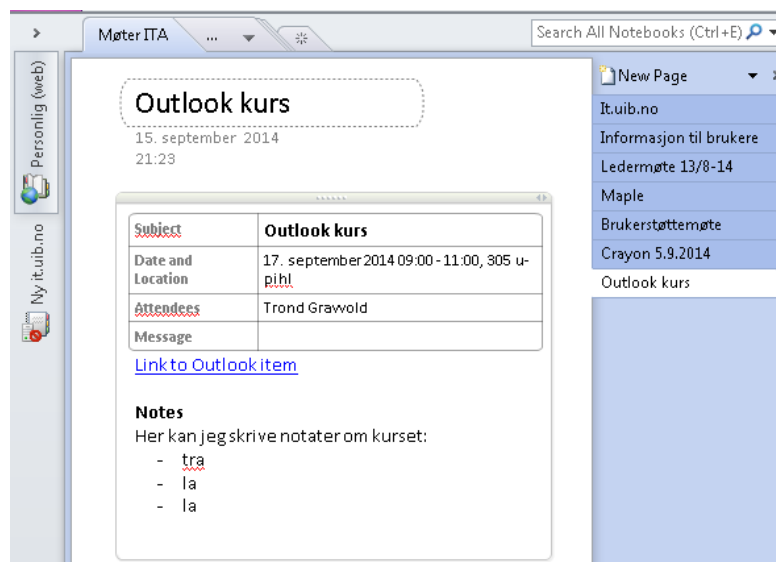 Møter ITA
...
Search All Notebooks (Ctrl+E)
Personlig (web)
Ny it.uib.no
Outlook kurs
15. september 2014
21:23
Subject Outlook kurs
Date and Location 17. september 2014 09:00 - 11:00, 305 u-
pihl
Attendees Trond Grawold
Message
Link to Outlook item
Notes
Her kan jeg skrive notater om kurset:
- tra
- la
- la
New Page
It.uib.no
Informasjon til brukere
Ledermøte 13/8-14
Maple
Brukerstøttemøte
Crayon 5.9.2014
Outlook kurs